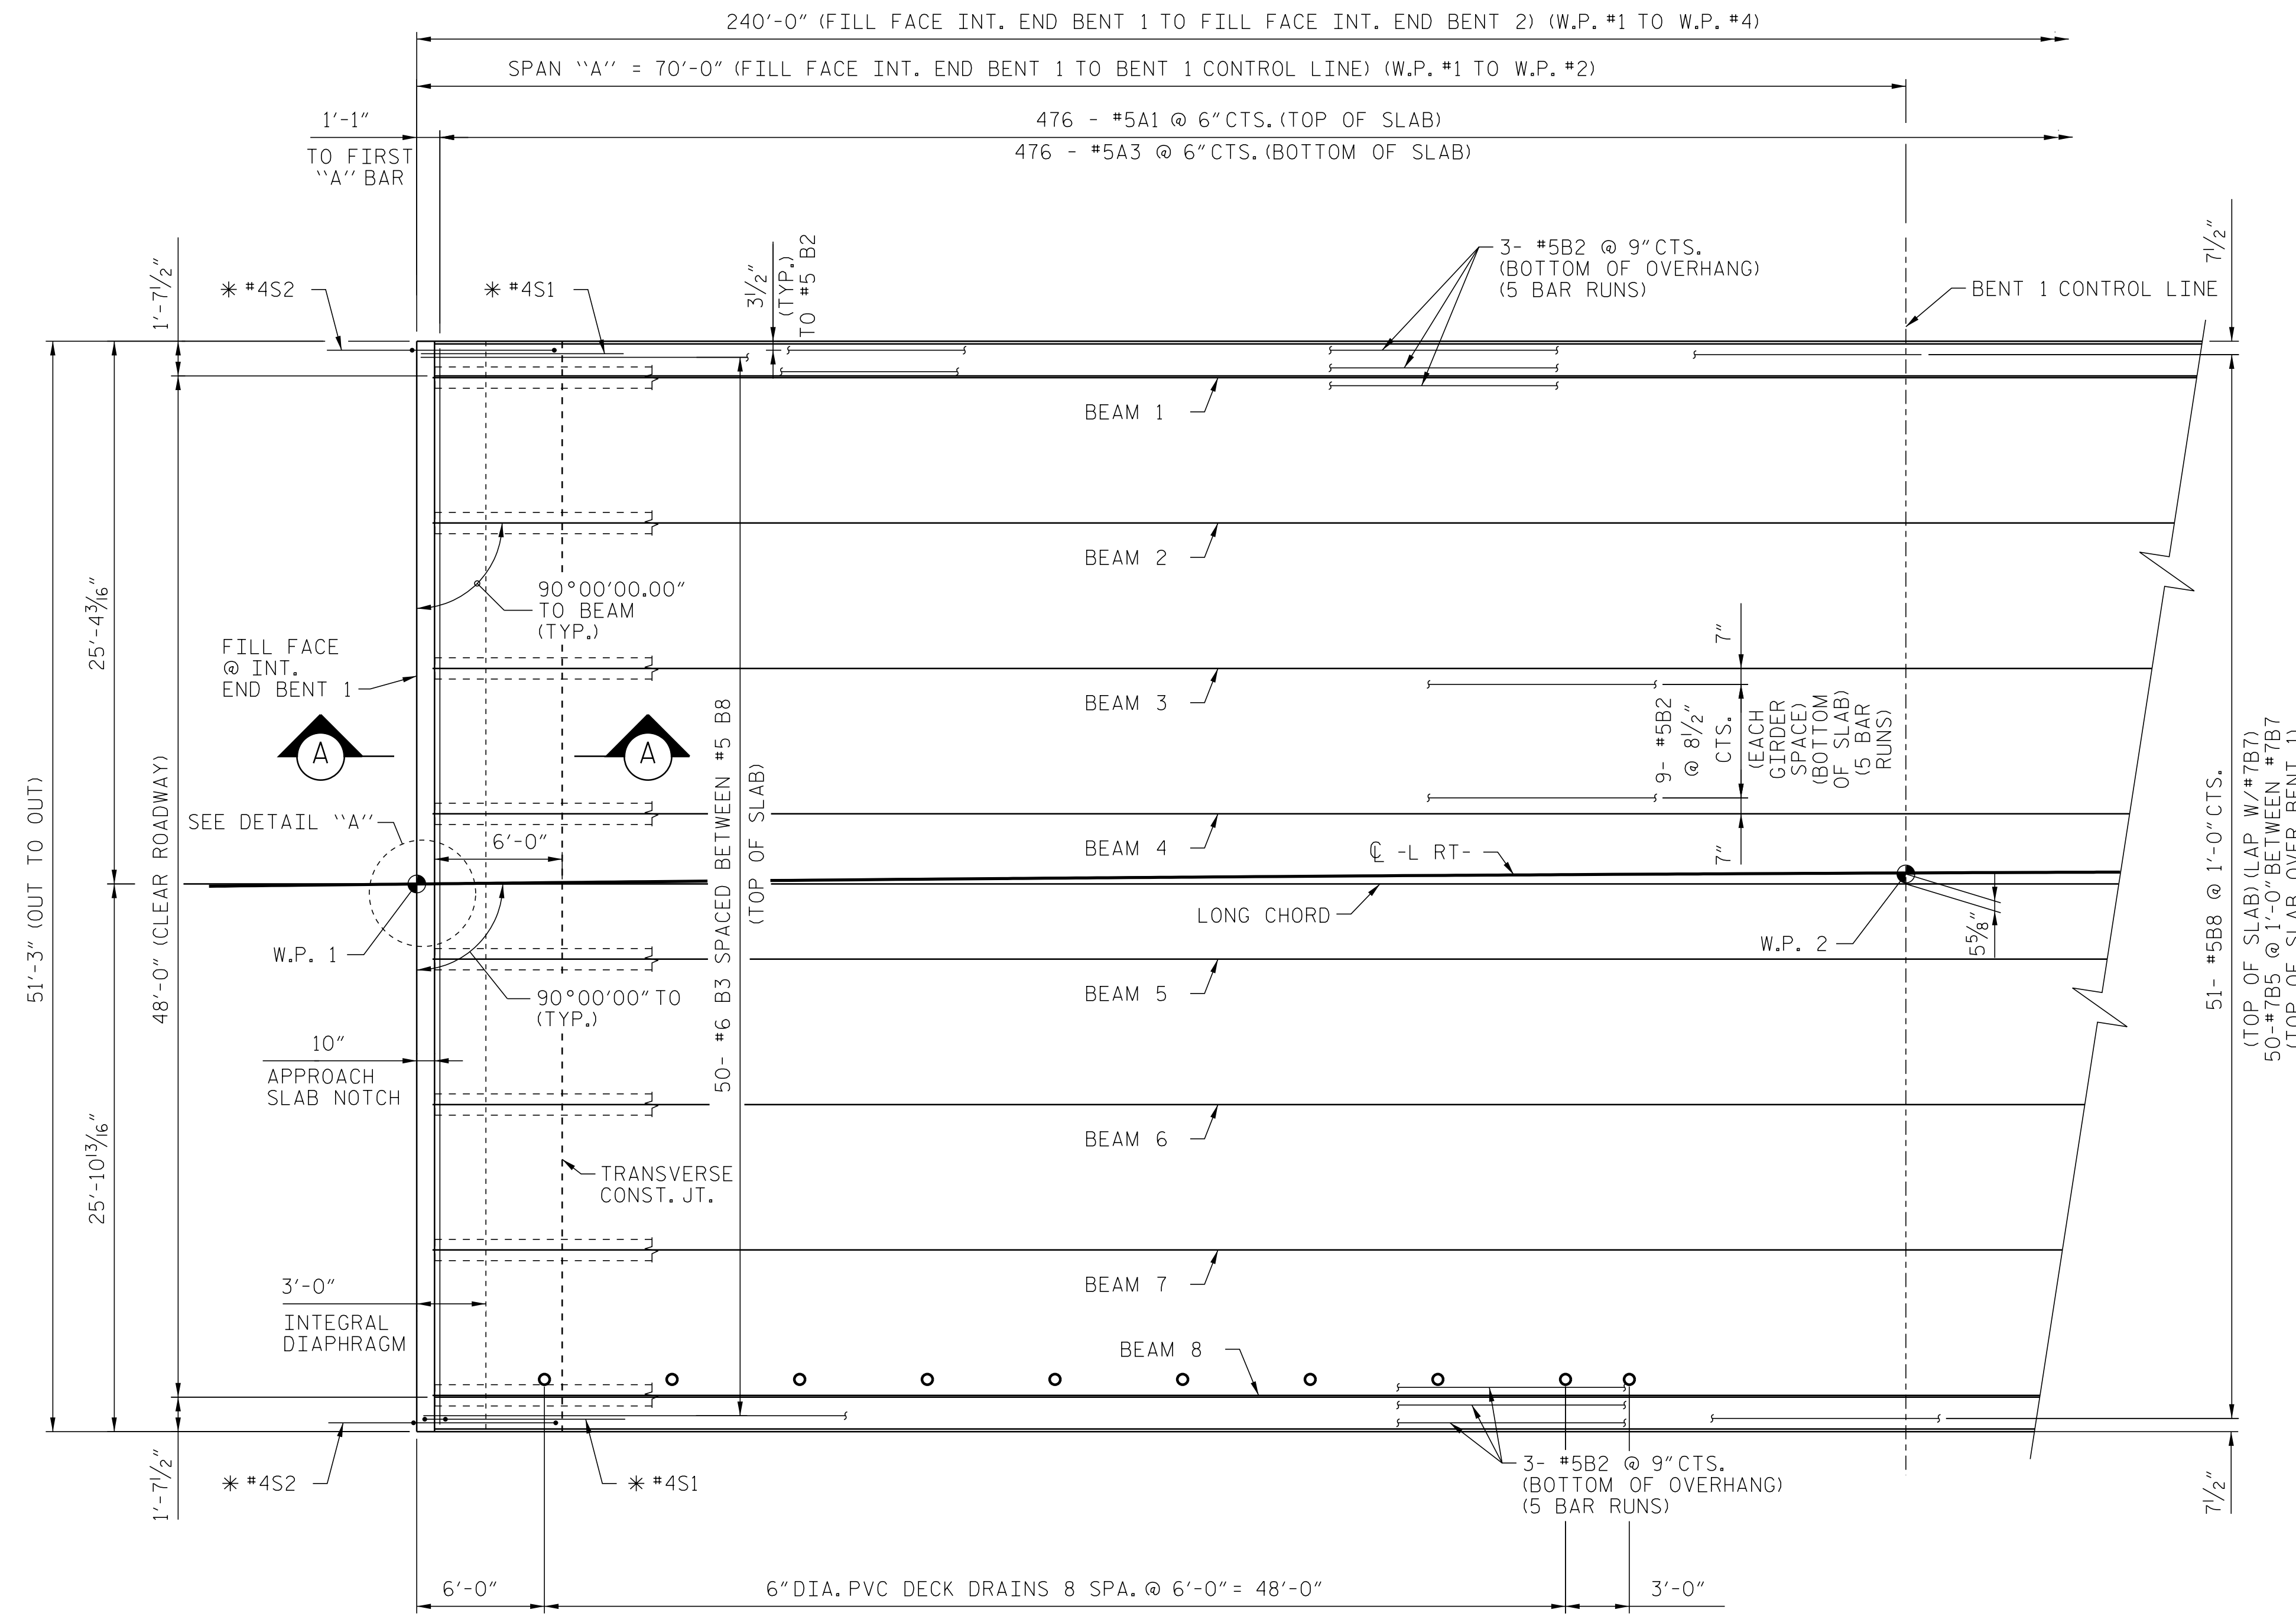 240'-0" (FILL FACE INT. END BENT 1 TO FILL FACE INT. END BENT 2) (W.P. #1 TO W.P. #4)
SPAN "A" = 70'-0" (FILL FACE INT. END BENT 1 TO BENT 1 CONTROL LINE) (W.P. #1 TO W.P. #2)
1'-1"
TO FIRST
"A" BAR
476 - #5A1 @ 6" CTS. (TOP OF SLAB)
476 - #5A3 @ 6" CTS. (BOTTOM OF SLAB)
1'-7½"
✳ #4S2
✳ #4S1
3½"
(TYP.)
TO #5 B2
3- #5B2 @ 9" CTS.
(BOTTOM OF OVERHANG)
(5 BAR RUNS)
BENT 1 CONTROL LINE
7½"
BEAM 1
BEAM 2
90°00'00.00"
TO BEAM
(TYP.)
25'-4 3/16"
FILL FACE
@ INT.
END BENT 1
BEAM 3
7"
9- #5B2
@ 8½"
CTS.
(EACH
GIRDER
SPACE)
(BOTTOM
OF SLAB)
(5 BAR
RUNS)
7"
A
A
51'-3" (OUT TO OUT)
48'-0" (CLEAR ROADWAY)
SEE DETAIL "A"
6'-0"
50- #6 B3 SPACED BETWEEN #5 B8
(TOP OF SLAB)
BEAM 4
℄ -L RT-
LONG CHORD
W.P. 1
W.P. 2
5⅝"
51- #5B8 @ 1'-0" CTS.
(TOP OF SLAB) (LAP W/#7B7)
50-#7B5 @ 1'-0" BETWEEN #7B7
(TOP OF SLAB OVER BENT 1)
BEAM 5
90°00'00" TO
(TYP.)
10"
APPROACH
SLAB NOTCH
25'-10 13/16"
BEAM 6
TRANSVERSE
CONST. JT.
3'-0"
INTEGRAL
DIAPHRAGM
BEAM 7
BEAM 8
1'-7½"
✳ #4S2
✳ #4S1
3- #5B2 @ 9" CTS.
(BOTTOM OF OVERHANG)
(5 BAR RUNS)
7½"
6'-0"
6" DIA. PVC DECK DRAINS 8 SPA. @ 6'-0" = 48'-0"
3'-0"